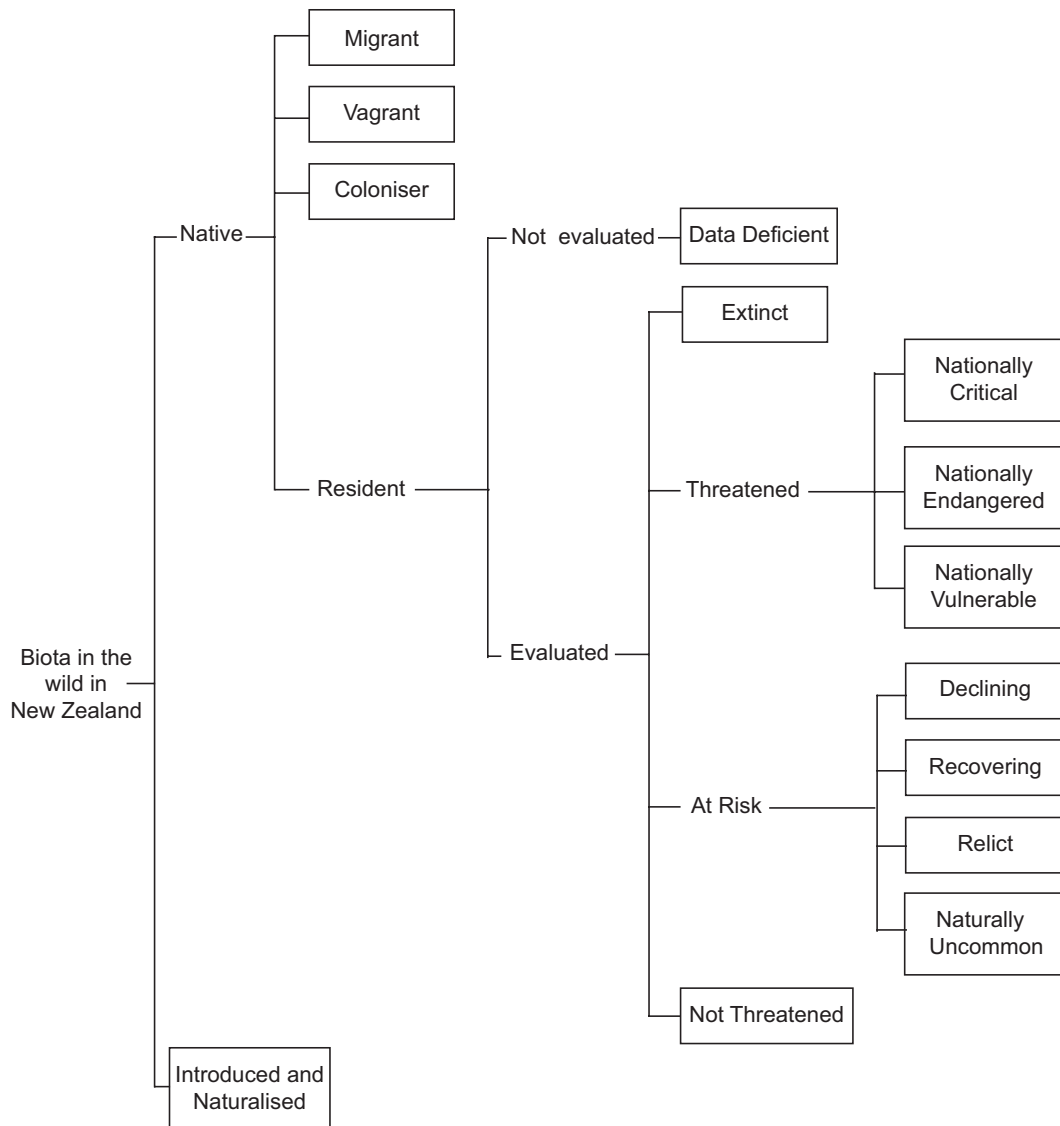 Migrant
Vagrant
Coloniser
Native
Not evaluated
Data Deficient
Extinct
Nationally
Critical
Resident
Threatened
Nationally
Endangered
Nationally
Vulnerable
Biota in the
wild in
New Zealand
Evaluated
Declining
Recovering
At Risk
Relict
Naturally
Uncommon
Not Threatened
Introduced and
Naturalised